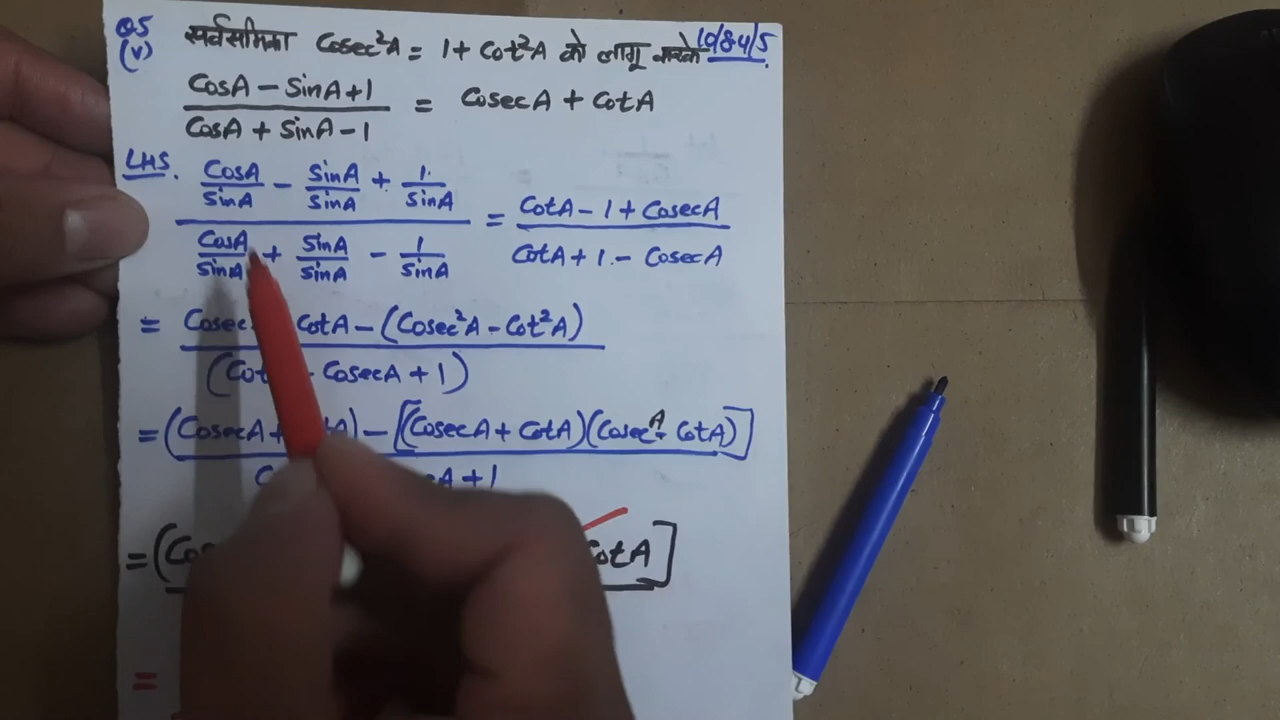 Q5 सर्वसमिका Cosec²A = 1 + Cot²A को लागू करके 10/8.4/5
(v)
CosA - SinA + 1 = CosecA + CotA
CosA + SinA - 1
LHS. CosA - SinA + 1
SinA SinA SinA
= CotA - 1 + CosecA
CotA + 1 - CosecA
CosA + SinA - 1
SinA SinA SinA
= CotA - (Cosec²A - Cot²A)
CosecA + 1)
= (CosecA + - [(CosecA + CotA)(CosecA - CotA)]
+ 1
= ( CotA]
=